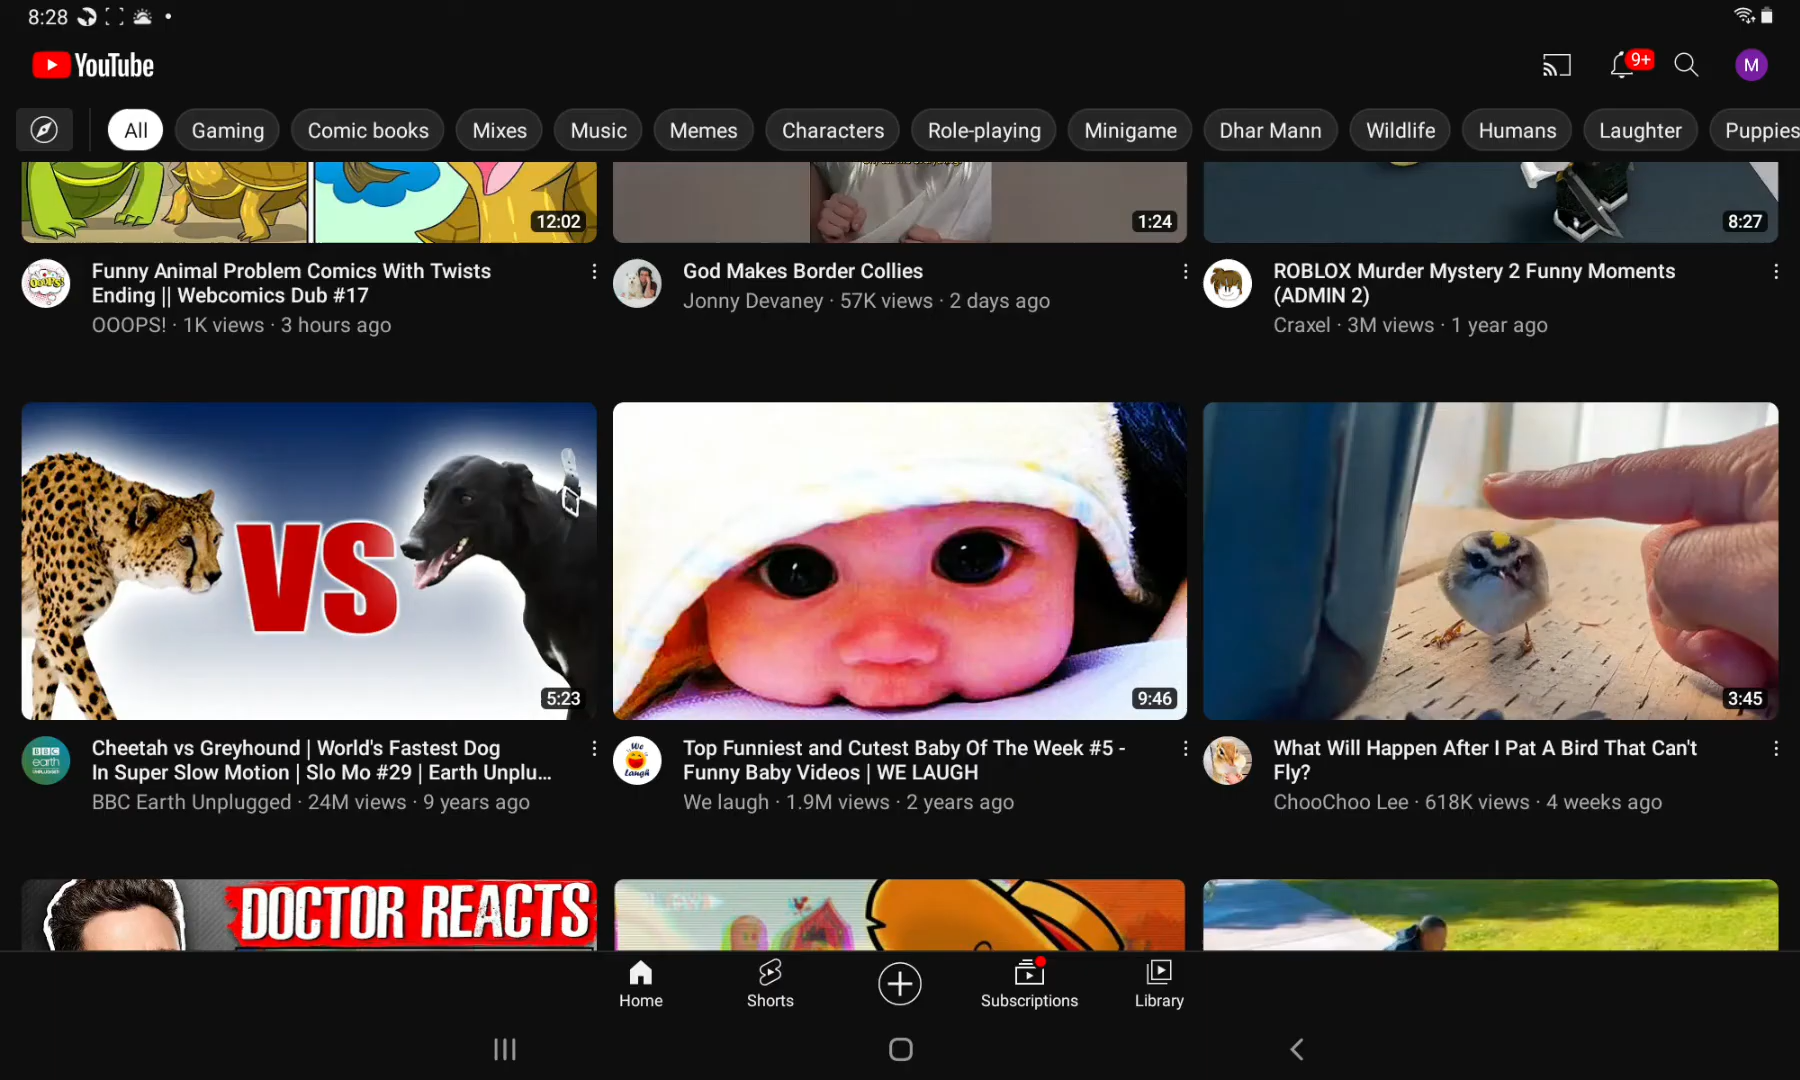 8:28
YouTube
9+
M
All
Gaming
Comic books
Mixes
Music
Memes
Characters
Role-playing
Minigame
Dhar Mann
Wildlife
Humans
Laughter
Puppies
12:02
1:24
8:27
OOOPS!
Funny Animal Problem Comics With Twists
Ending || Webcomics Dub #17
OOOPS! · 1K views · 3 hours ago
God Makes Border Collies
Jonny Devaney · 57K views · 2 days ago
ROBLOX Murder Mystery 2 Funny Moments
(ADMIN 2)
Craxel · 3M views · 1 year ago
VS
5:23
9:46
3:45
BBC
earth
UNPLUGGED
Cheetah vs Greyhound | World's Fastest Dog
In Super Slow Motion | Slo Mo #29 | Earth Unplu...
BBC Earth Unplugged · 24M views · 9 years ago
We
laugh
Top Funniest and Cutest Baby Of The Week #5 -
Funny Baby Videos | WE LAUGH
We laugh · 1.9M views · 2 years ago
What Will Happen After I Pat A Bird That Can't
Fly?
ChooChoo Lee · 618K views · 4 weeks ago
DOCTOR REACTS
Home
Shorts
Subscriptions
Library